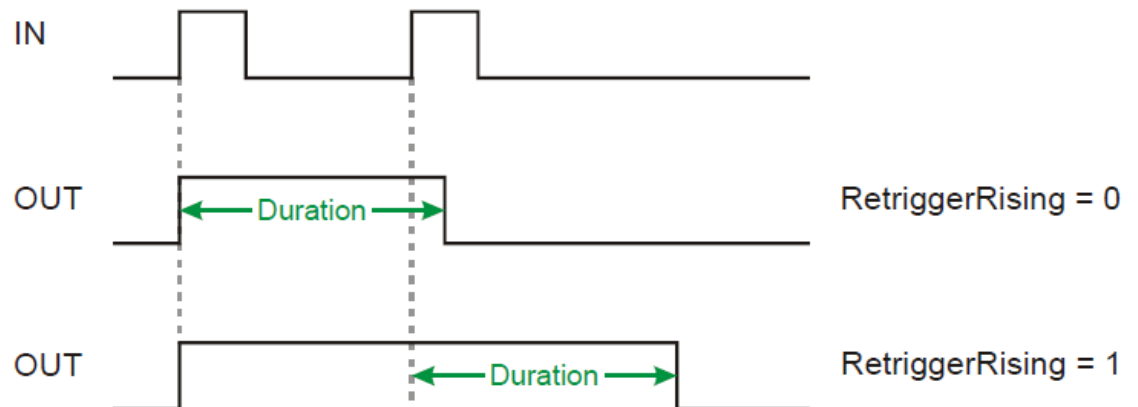 IN
OUT
Duration
RetriggerRising = 0
OUT
Duration
RetriggerRising = 1